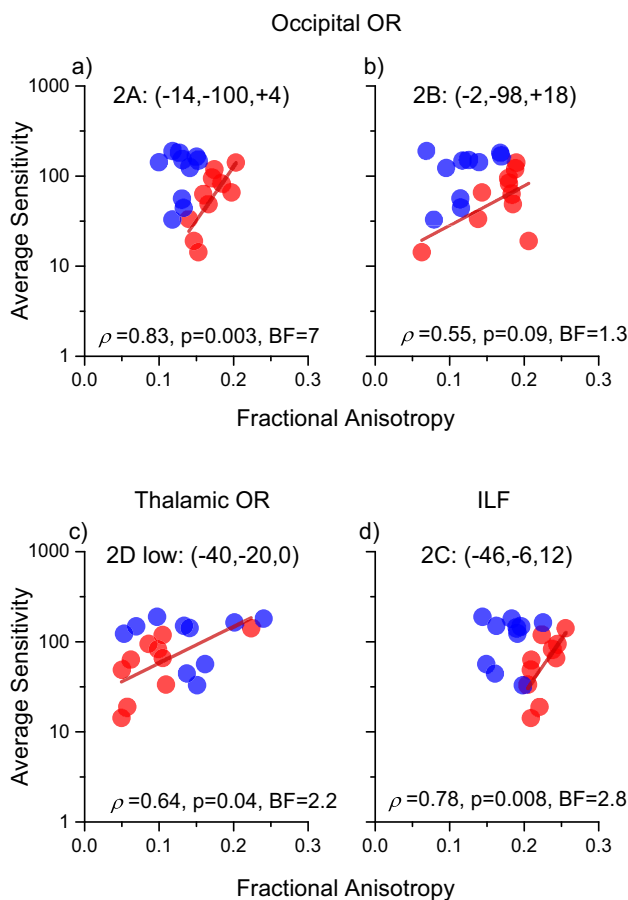 Occipital OR
a) b)
2A: (-14,-100,+4) 2B: (-2,-98,+18)
1000
100
10
1
Average Sensitivity
ρ =0.83, p=0.003, BF=7 ρ =0.55, p=0.09, BF=1.3
0.0 0.1 0.2 0.3 0.0 0.1 0.2 0.3
Fractional Anisotropy
Thalamic OR ILF
c) d)
2D low: (-40,-20,0) 2C: (-46,-6,12)
1000
100
10
1
Average Sensitivity
ρ =0.64, p=0.04, BF=2.2 ρ =0.78, p=0.008, BF=2.8
0.0 0.1 0.2 0.3 0.0 0.1 0.2 0.3
Fractional Anisotropy